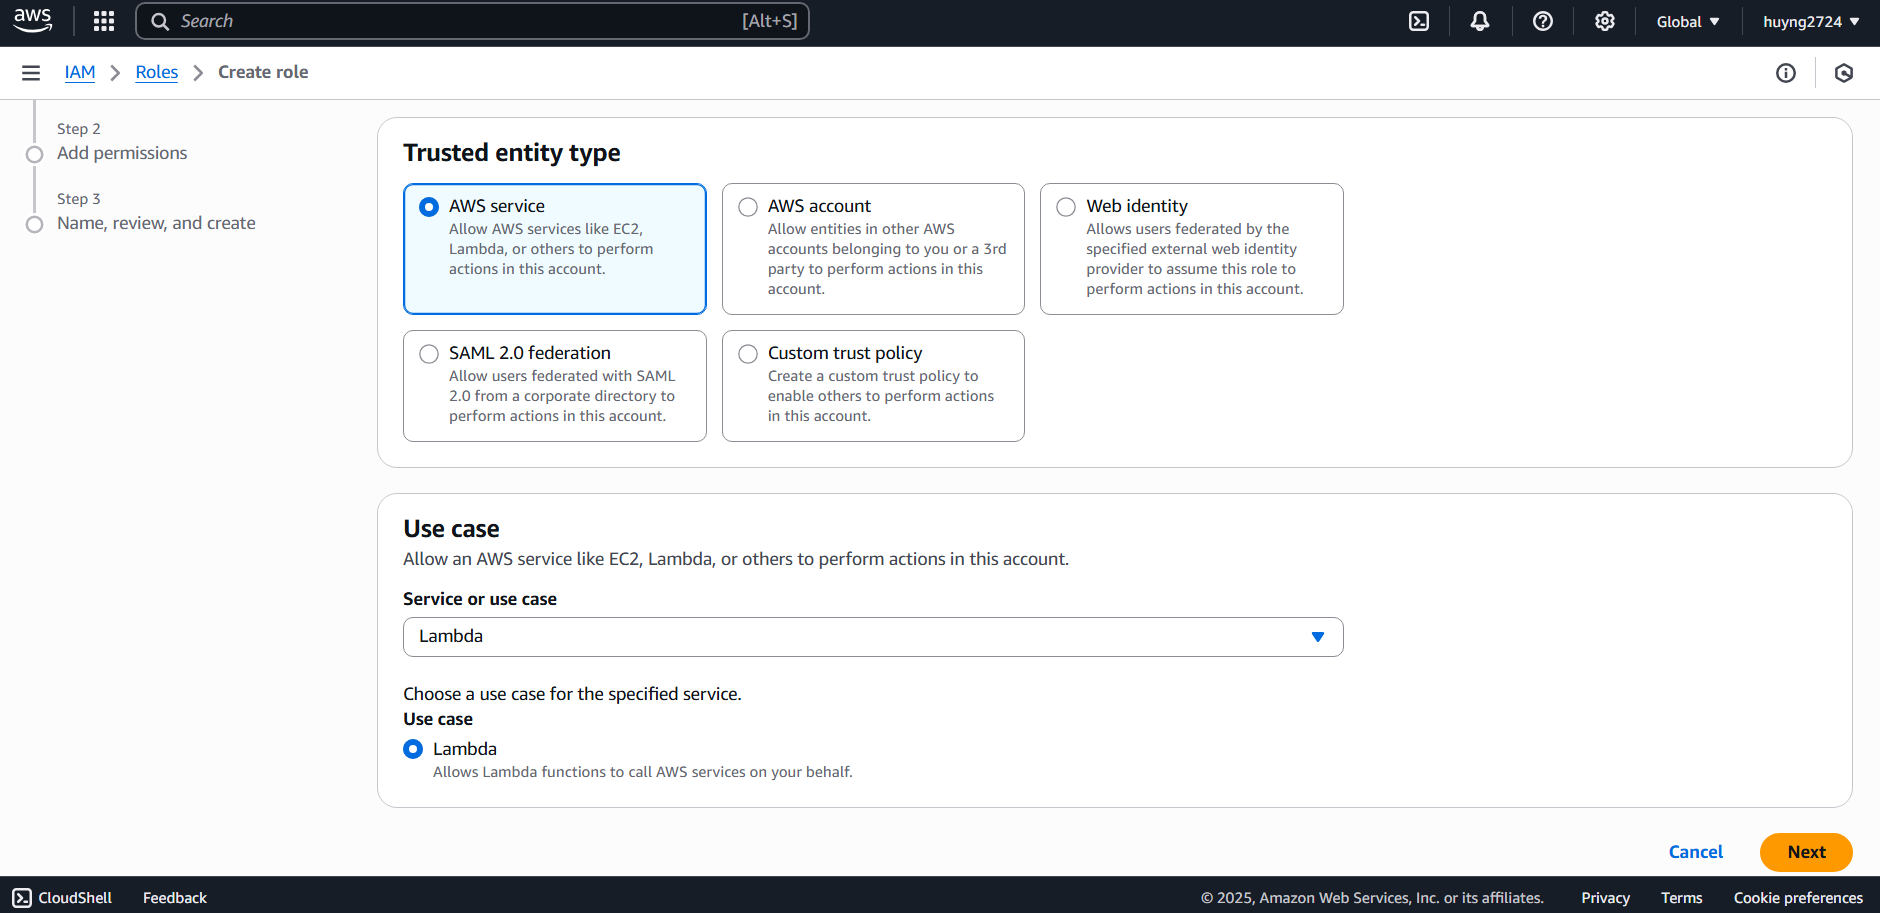 aws
Search
[Alt+S]
Global
huyng2724
IAM
Roles
Create role
Step 2
Add permissions
Step 3
Name, review, and create
Trusted entity type
AWS service
Allow AWS services like EC2,
Lambda, or others to perform
actions in this account.
AWS account
Allow entities in other AWS
accounts belonging to you or a 3rd
party to perform actions in this
account.
Web identity
Allows users federated by the
specified external web identity
provider to assume this role to
perform actions in this account.
SAML 2.0 federation
Allow users federated with SAML
2.0 from a corporate directory to
perform actions in this account.
Custom trust policy
Create a custom trust policy to
enable others to perform actions
in this account.
Use case
Allow an AWS service like EC2, Lambda, or others to perform actions in this account.
Service or use case
Lambda
Choose a use case for the specified service.
Use case
Lambda
Allows Lambda functions to call AWS services on your behalf.
Cancel
Next
CloudShell
Feedback
© 2025, Amazon Web Services, Inc. or its affiliates.
Privacy
Terms
Cookie preferences